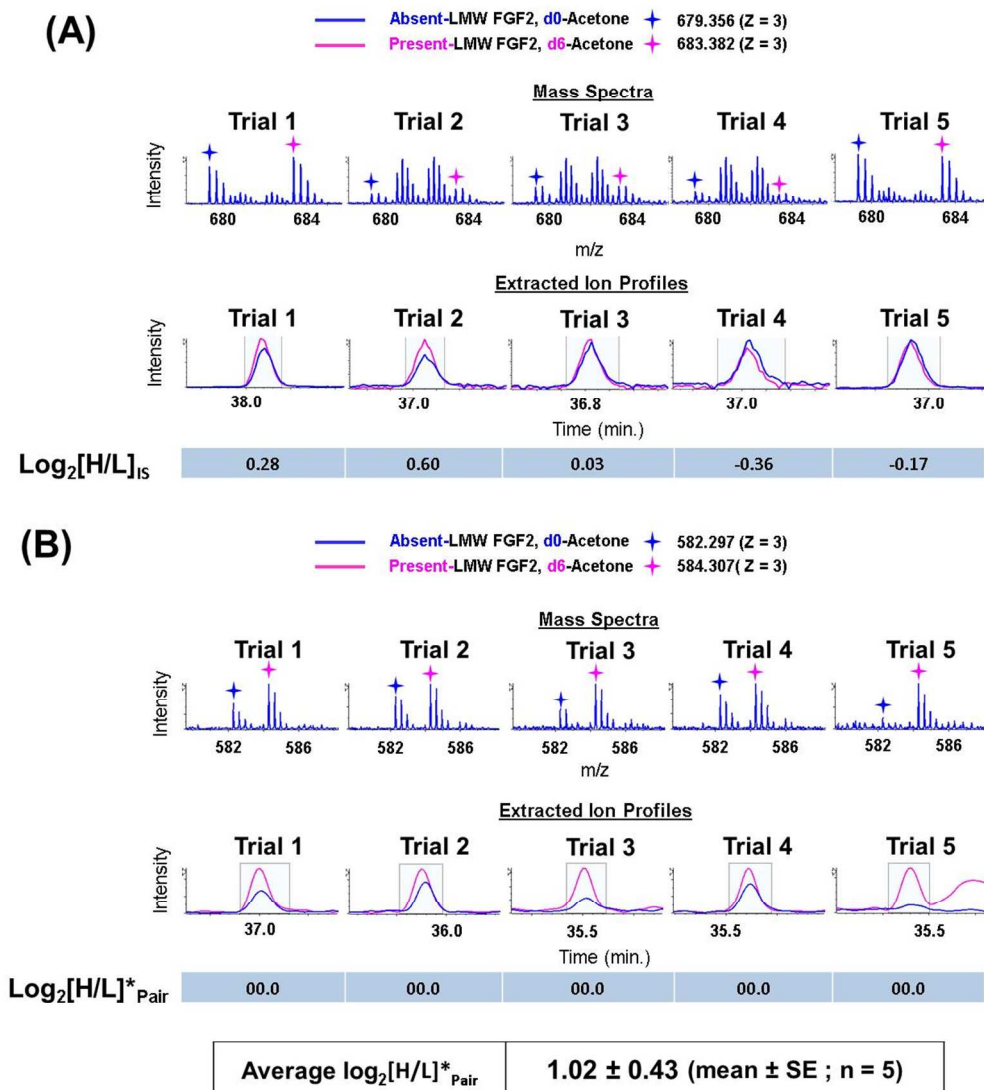 (A)
Absent-LMW FGF2, d0-Acetone 679.356 (Z = 3)
Present-LMW FGF2, d6-Acetone 683.382 (Z = 3)
Mass Spectra
Trial 1 Trial 2 Trial 3 Trial 4 Trial 5
Intensity
680 684 680 684 680 684 680 684 680 684
m/z
Extracted Ion Profiles
Trial 1 Trial 2 Trial 3 Trial 4 Trial 5
Intensity
38.0 37.0 36.8 37.0 37.0
Time (min.)
Log₂[H/L]IS 0.28 0.60 0.03 -0.36 -0.17
(B)
Absent-LMW FGF2, d0-Acetone 582.297 (Z = 3)
Present-LMW FGF2, d6-Acetone 584.307( Z = 3)
Mass Spectra
Trial 1 Trial 2 Trial 3 Trial 4 Trial 5
Intensity
582 586 582 586 582 586 582 586 582 586
m/z
Extracted Ion Profiles
Trial 1 Trial 2 Trial 3 Trial 4 Trial 5
Intensity
37.0 36.0 35.5 35.5 35.5
Time (min.)
Log₂[H/L]*Pair 00.0 00.0 00.0 00.0 00.0
Average log₂[H/L]*Pair 1.02 ± 0.43 (mean ± SE ; n = 5)